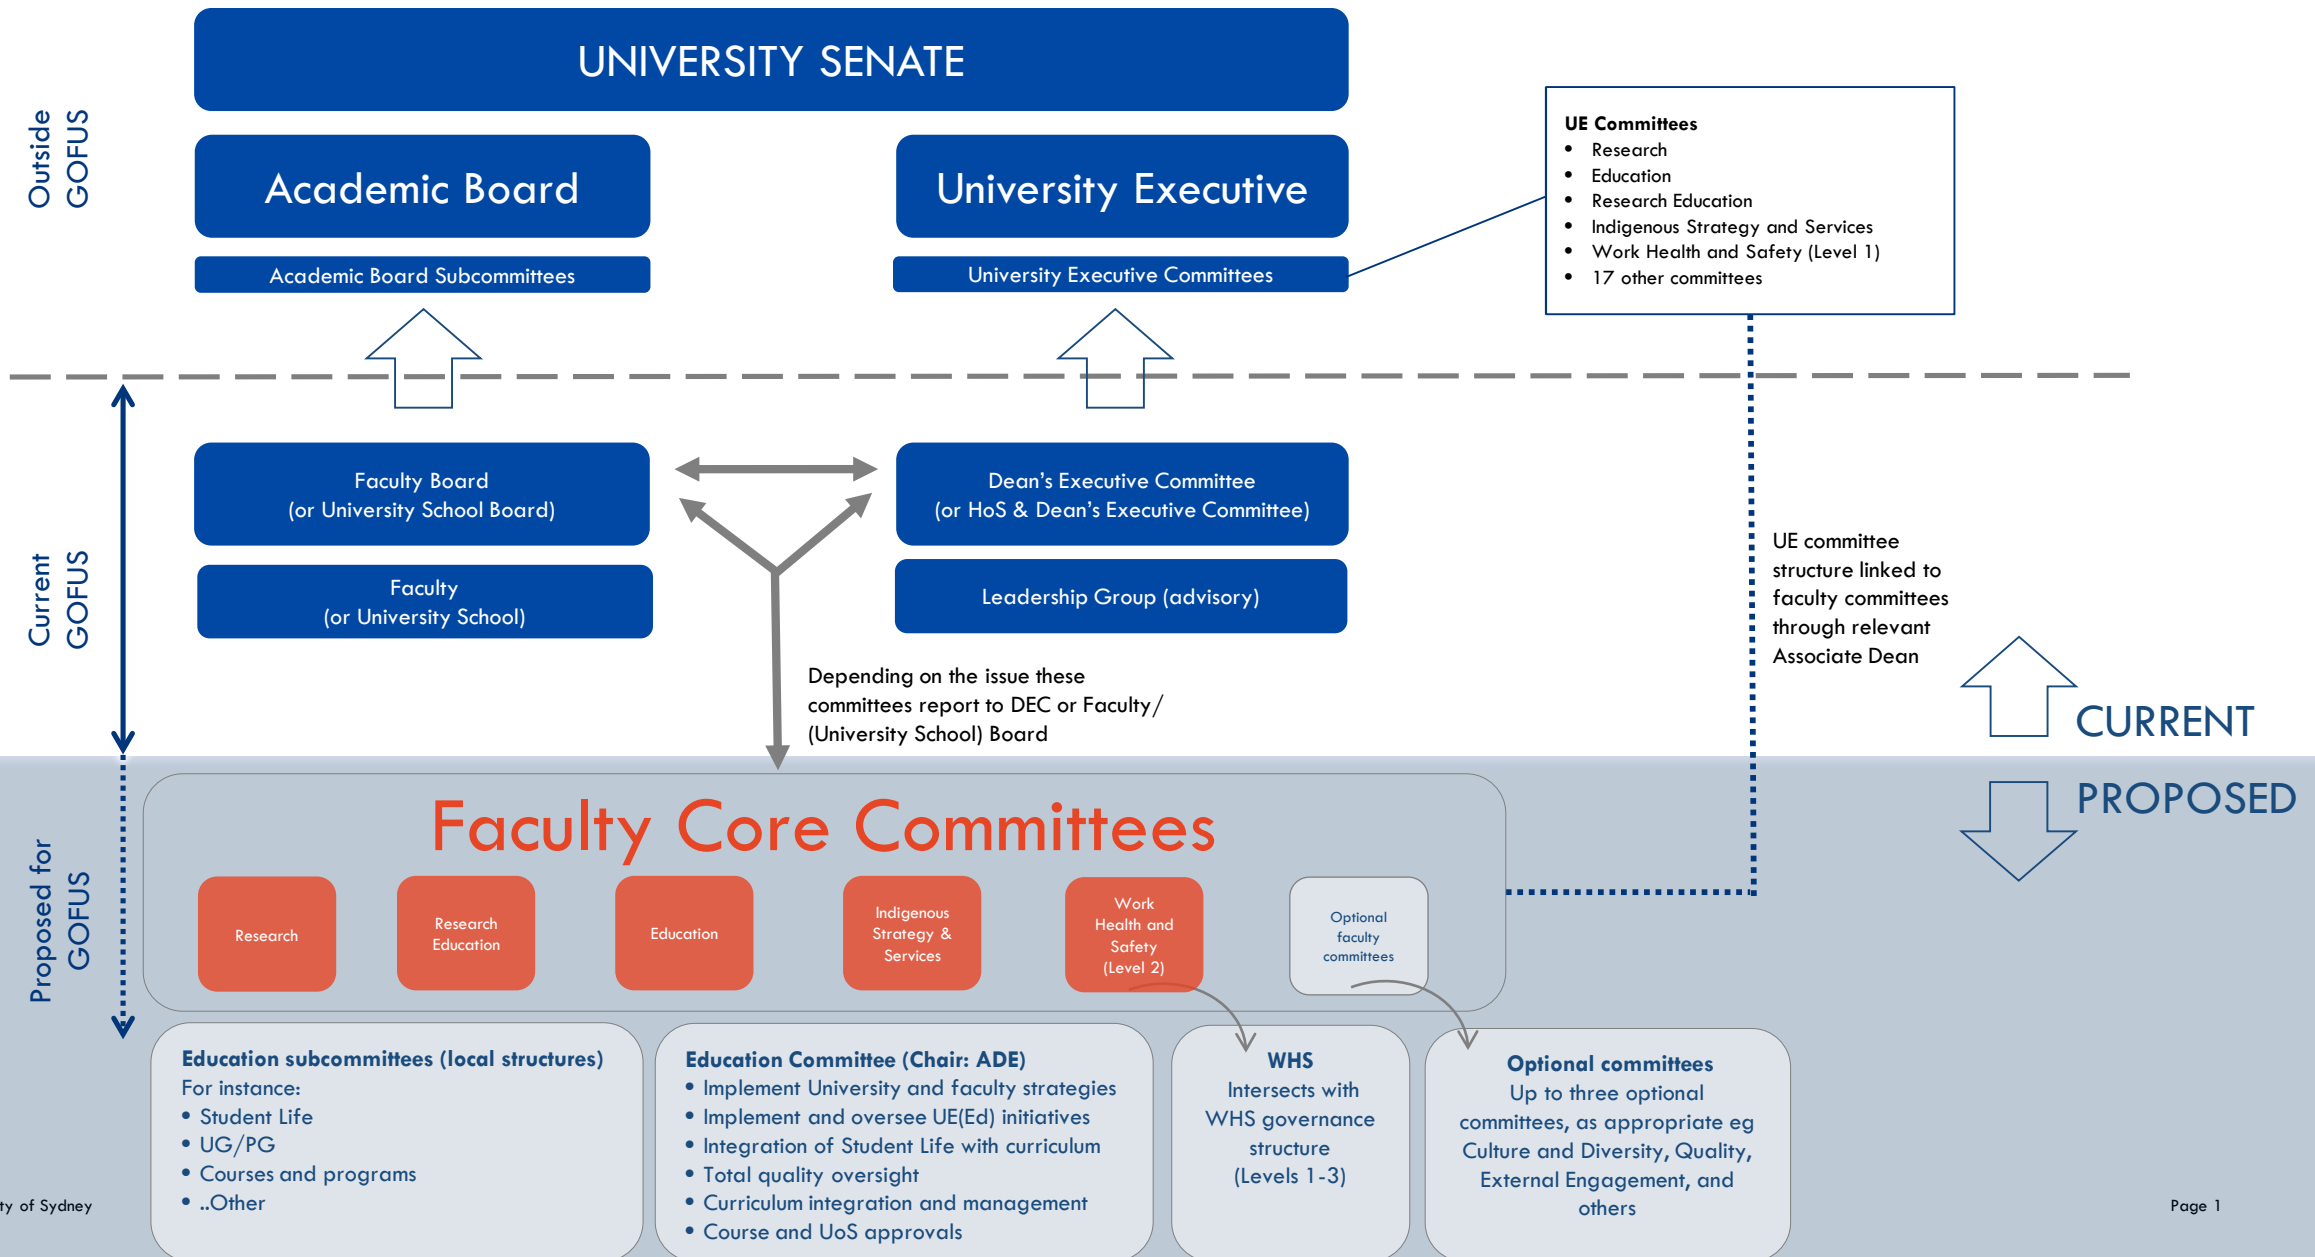 UNIVERSITY SENATE
Outside
GOFUS
Academic Board
University Executive
Academic Board Subcommittees
University Executive Committees
UE Committees
• Research
• Education
• Research Education
• Indigenous Strategy and Services
• Work Health and Safety (Level 1)
• 17 other committees
Current
GOFUS
Faculty Board
(or University School Board)
Dean's Executive Committee
(or HoS & Dean's Executive Committee)
Faculty
(or University School)
Leadership Group (advisory)
Depending on the issue these
committees report to DEC or Faculty/
(University School) Board
UE committee
structure linked to
faculty committees
through relevant
Associate Dean
CURRENT
PROPOSED
Proposed for
GOFUS
Faculty Core Committees
Research
Research
Education
Education
Indigenous
Strategy &
Services
Work
Health and
Safety
(Level 2)
Optional
faculty
committees
Education subcommittees (local structures)
For instance:
• Student Life
• UG/PG
• Courses and programs
• ..Other
Education Committee (Chair: ADE)
• Implement University and faculty strategies
• Implement and oversee UE(Ed) initiatives
• Integration of Student Life with curriculum
• Total quality oversight
• Curriculum integration and management
• Course and UoS approvals
WHS
Intersects with
WHS governance
structure
(Levels 1-3)
Optional committees
Up to three optional
committees, as appropriate eg
Culture and Diversity, Quality,
External Engagement, and
others
ty of Sydney
Page 1